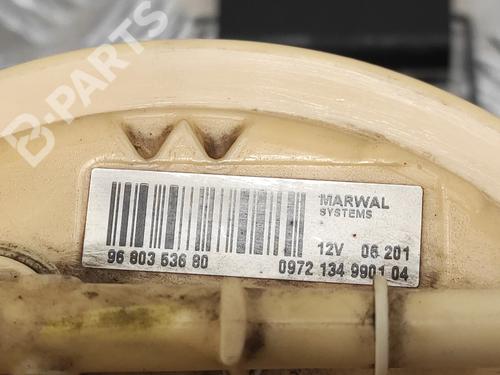 B-PARTS
MARWAL
SYSTEMS
12V 06 201
96 803 536 80
0972 134 9901 04